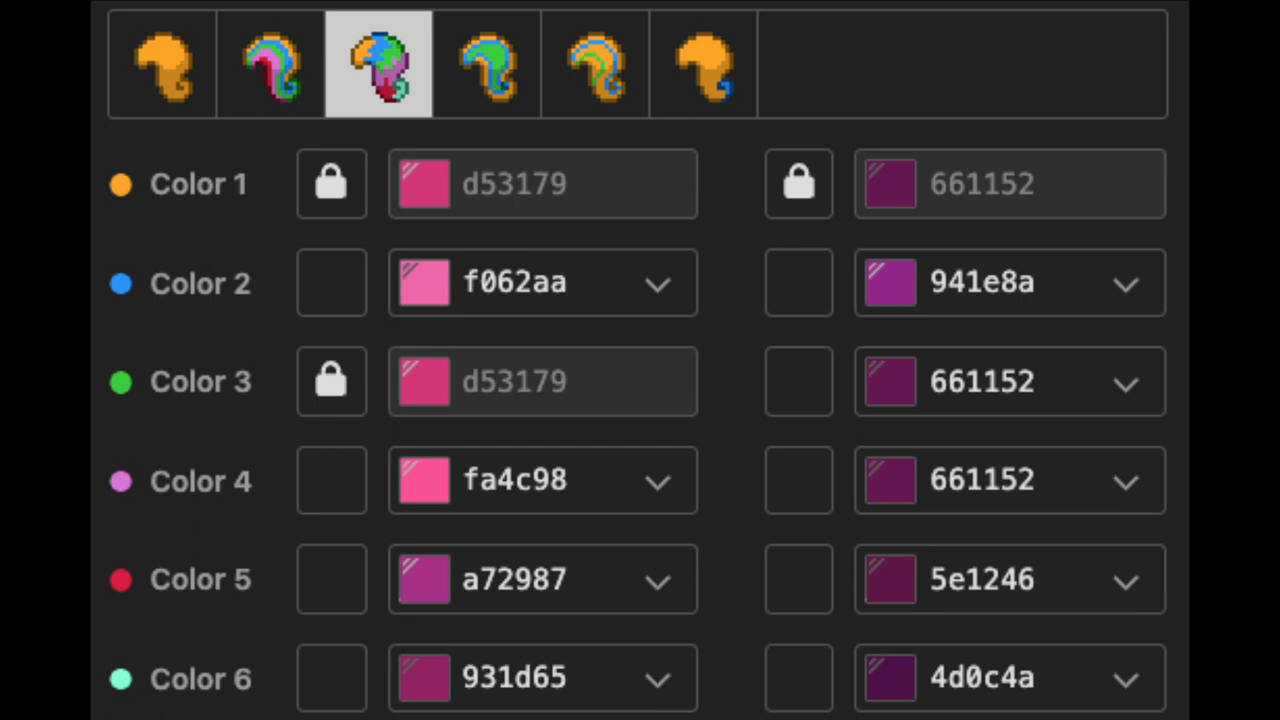 Color 1 d53179 661152
Color 2 f062aa 941e8a
Color 3 d53179 661152
Color 4 fa4c98 661152
Color 5 a72987 5e1246
Color 6 931d65 4d0c4a